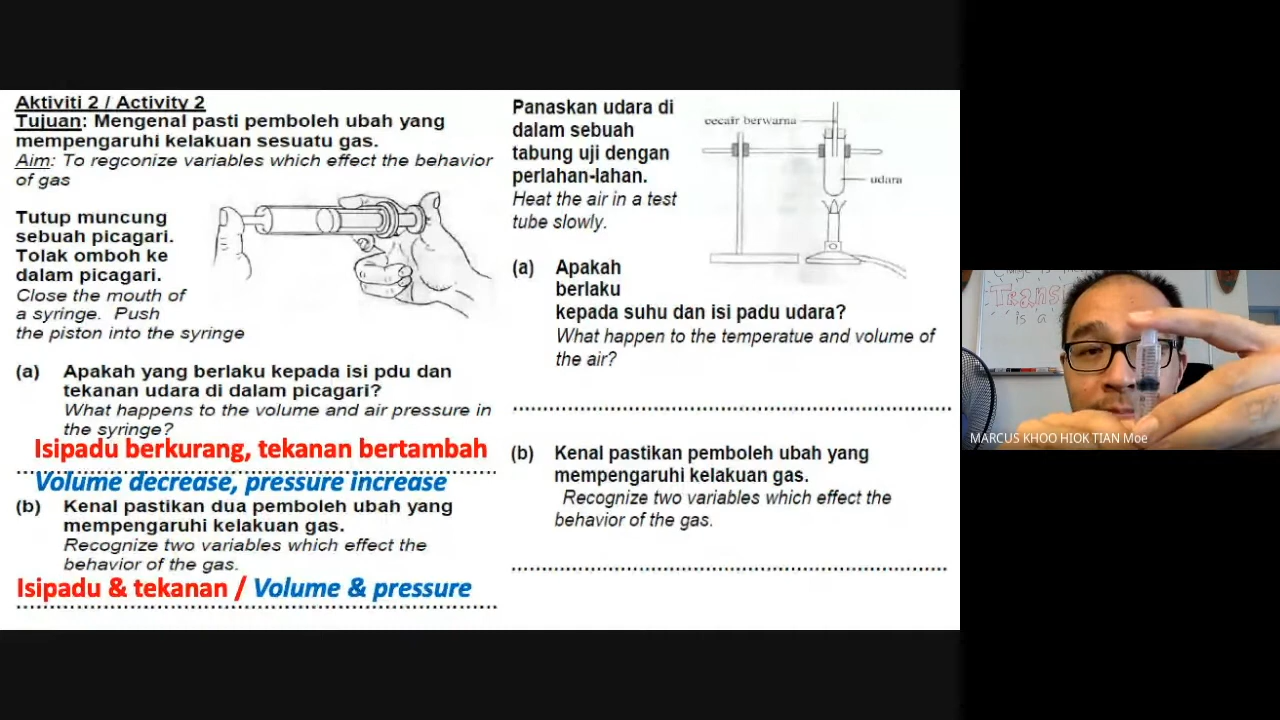 Aktiviti 2 / Activity 2
Tujuan: Mengenal pasti pemboleh ubah yang
mempengaruhi kelakuan sesuatu gas.
Aim: To regconize variables which effect the behavior
of gas
Tutup muncung
sebuah picagari.
Tolak omboh ke
dalam picagari.
Close the mouth of
a syringe. Push
the piston into the syringe
(a) Apakah yang berlaku kepada isi pdu dan
tekanan udara di dalam picagari?
What happens to the volume and air pressure in
the syringe?
Isipadu berkurang, tekanan bertambah
Volume decrease, pressure increase
(b) Kenal pastikan dua pemboleh ubah yang
mempengaruhi kelakuan gas.
Recognize two variables which effect the
behavior of the gas.
Isipadu & tekanan / Volume & pressure
Panaskan udara di
dalam sebuah
tabung uji dengan
perlahan-lahan.
Heat the air in a test
tube slowly.
cecair berwarna
udara
(a) Apakah
berlaku
kepada suhu dan isi padu udara?
What happen to the temperatue and volume of
the air?
(b) Kenal pastikan pemboleh ubah yang
mempengaruhi kelakuan gas.
Recognize two variables which effect the
behavior of the gas.
is a
MARCUS KHOO HIOK TIAN Moe